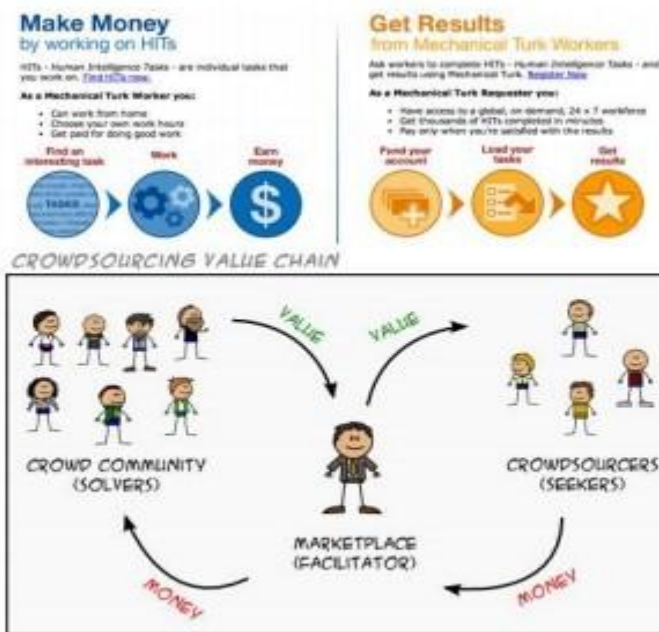 Make Money
by working on HITs
HITs - Human Intelligence Tasks - are individual tasks that
you work on. Find HITs now.
As a Mechanical Turk Worker you:
• Can work from home
• Choose your own work hours
• Get paid for doing good work
Find an
interesting task
Work
Earn
money
TASKS
$
Get Results
from Mechanical Turk Workers
Ask workers to complete HITs - Human Intelligence Tasks - and
get results using Mechanical Turk. Register Now
As a Mechanical Turk Requester you:
• Have access to a global, on-demand, 24 x 7 workforce
• Get thousands of HITs completed in minutes
• Pay only when you're satisfied with the results
Fund your
account
Load your
tasks
Get
results
CROWDSOURCING VALUE CHAIN
VALUE
VALUE
CROWD COMMUNITY
(SOLVERS)
CROWDSOURCERS
(SEEKERS)
MARKETPLACE
(FACILITATOR)
MONEY
MONEY